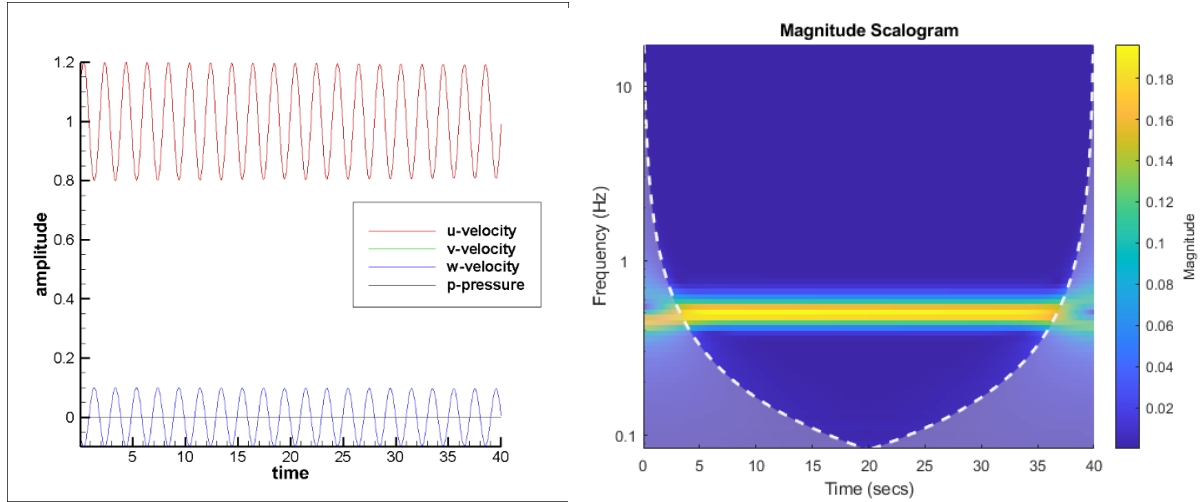 amplitude
1.2
1
0.8
0.6
0.4
0.2
0
u-velocity
v-velocity
w-velocity
p-pressure
5 10 15 20 25 30 35 40
time
Magnitude Scalogram
Frequency (Hz)
10
1
0.1
0 5 10 15 20 25 30 35 40
Time (secs)
0.18
0.16
0.14
0.12
0.1
0.08
0.06
0.04
0.02
Magnitude